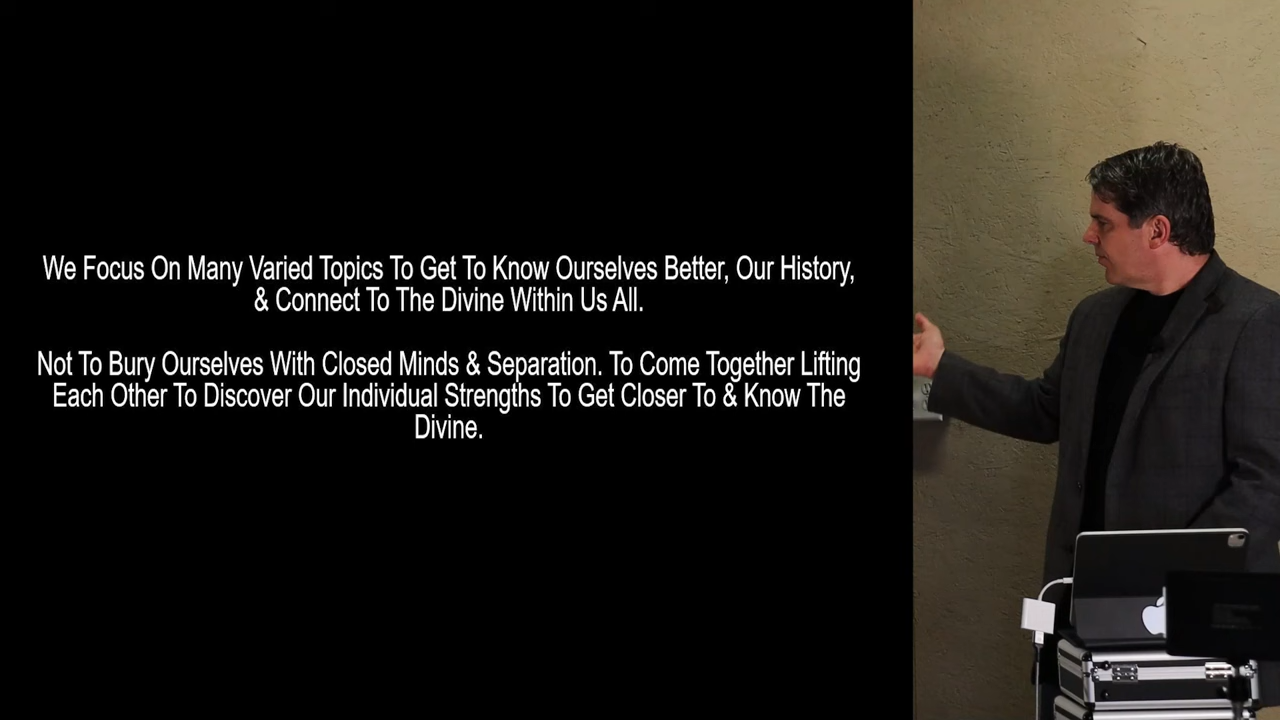 We Focus On Many Varied Topics To Get To Know Ourselves Better, Our History,
& Connect To The Divine Within Us All.
Not To Bury Ourselves With Closed Minds & Separation. To Come Together Lifting
Each Other To Discover Our Individual Strengths To Get Closer To & Know The
Divine.